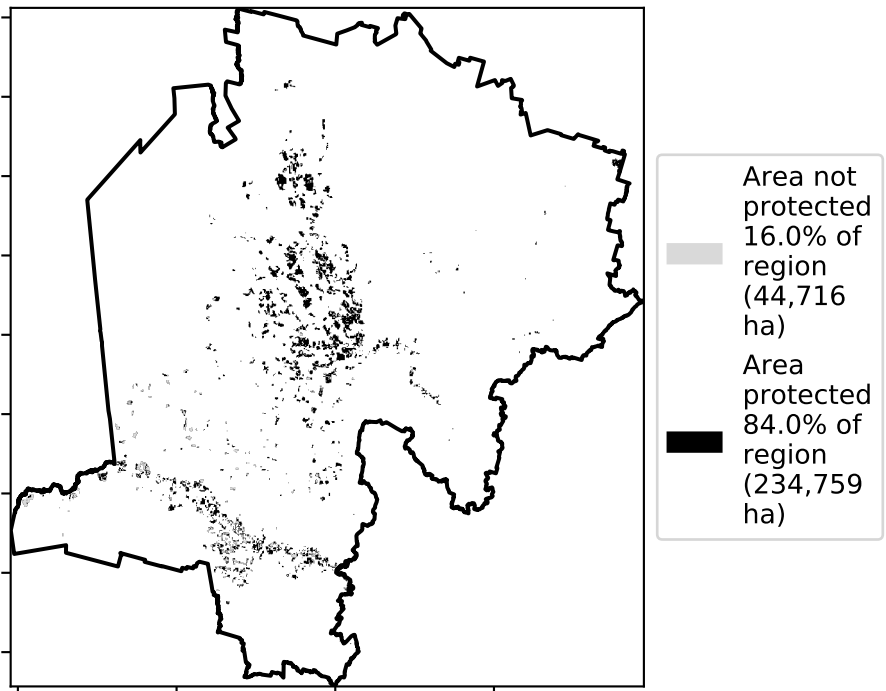 Area not
protected
16.0% of
region
(44,716
ha)
Area
protected
84.0% of
region
(234,759
ha)